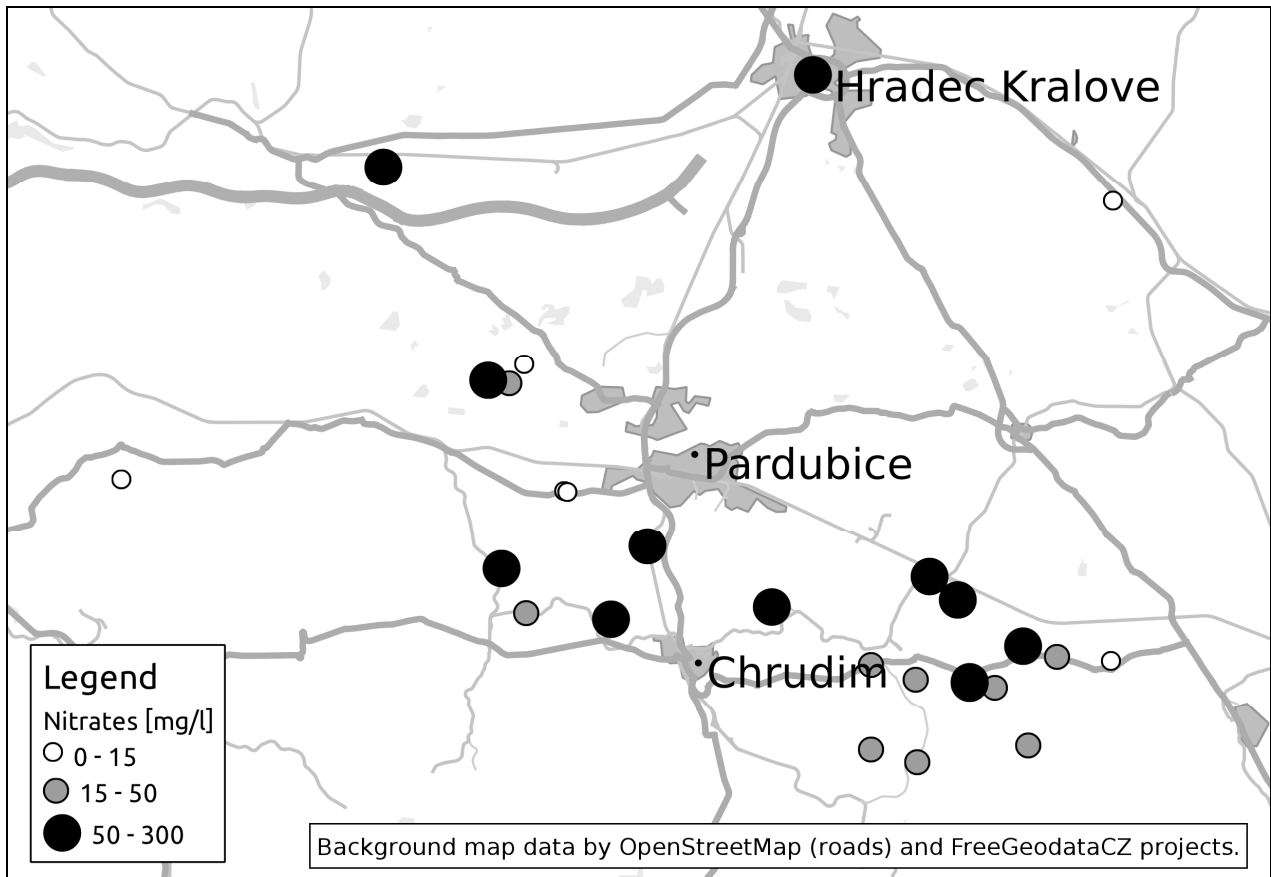 Hradec Kralove
Pardubice
Chrudim
Legend
Nitrates [mg/l]
0 - 15
15 - 50
50 - 300
Background map data by OpenStreetMap (roads) and FreeGeodataCZ projects.